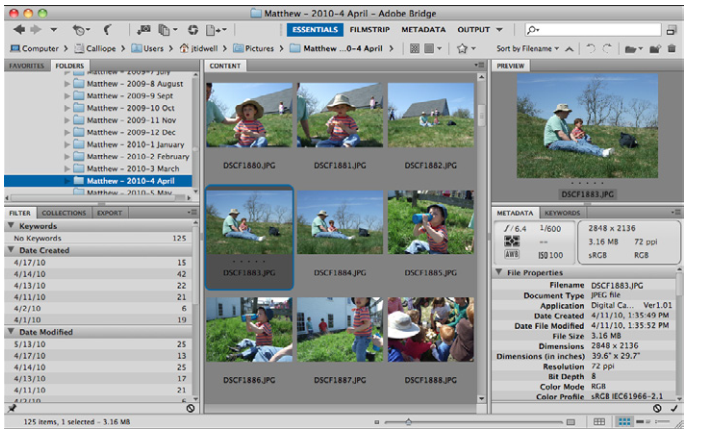 Matthew - 2010-4 April - Adobe Bridge
ESSENTIALS FILMSTRIP METADATA OUTPUT
Computer Calliope Users jtidwell Pictures Matthew ...0-4 April Sort by Filename
FAVORITES FOLDERS
Matthew - 2009-7 July
Matthew - 2009-8 August
Matthew - 2009-9 Sept
Matthew - 2009-10 Oct
Matthew - 2009-11 Nov
Matthew - 2009-12 Dec
Matthew - 2010-1 January
Matthew - 2010-2 February
Matthew - 2010-3 March
Matthew - 2010-4 April
Matthew - 2010-5 May
FILTER COLLECTIONS EXPORT
Keywords
No Keywords 125
Date Created
4/17/10 15
4/14/10 42
4/13/10 22
4/11/10 21
4/2/10 6
4/1/10 19
Date Modified
5/13/10 25
4/17/10 13
4/14/10 25
4/13/10 17
4/11/10 21
4/2/10 6
CONTENT
DSCF1880.JPG DSCF1881.JPG DSCF1882.JPG
DSCF1883.JPG DSCF1884.JPG DSCF1885.JPG
DSCF1886.JPG DSCF1887.JPG DSCF1888.JPG
PREVIEW
DSCF1883.JPG
METADATA KEYWORDS
f/6.4 1/600 2848 x 2136
-- 3.16 MB 72 ppi
AWB ISO100 sRGB RGB
File Properties
Filename DSCF1883.JPG
Document Type JPEG file
Application Digital Ca... Ver1.01
Date Created 4/11/10, 1:35:49 PM
Date File Modified 4/11/10, 1:35:52 PM
File Size 3.16 MB
Dimensions 2848 x 2136
Dimensions (in inches) 39.6" x 29.7"
Resolution 72 ppi
Bit Depth 8
Color Mode RGB
Color Profile sRGB IEC61966-2.1
125 items, 1 selected - 3.16 MB